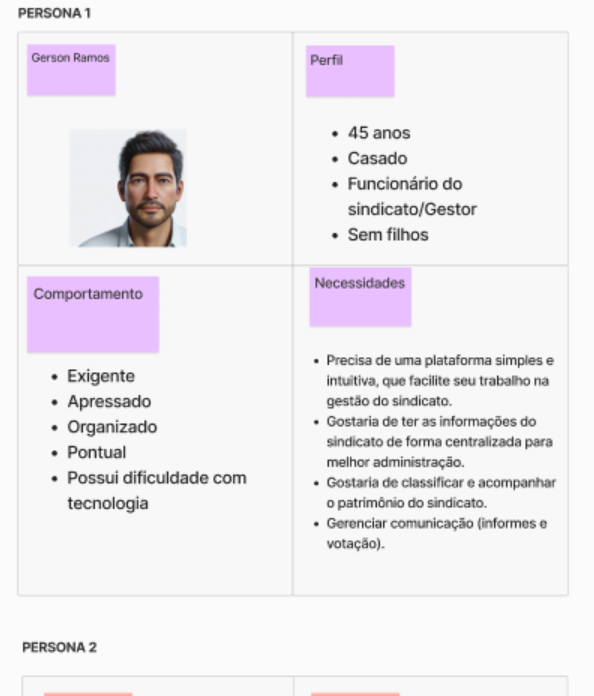 PERSONA 1
Gerson Ramos
Perfil
• 45 anos
• Casado
• Funcionário do
sindicato/Gestor
• Sem filhos
Comportamento
• Exigente
• Apressado
• Organizado
• Pontual
• Possui dificuldade com
tecnologia
Necessidades
• Precisa de uma plataforma simples e
intuitiva, que facilite seu trabalho na
gestão do sindicato.
• Gostaria de ter as informações do
sindicato de forma centralizada para
melhor administração.
• Gostaria de classificar e acompanhar
o patrimônio do sindicato.
• Gerenciar comunicação (informes e
votação).
PERSONA 2